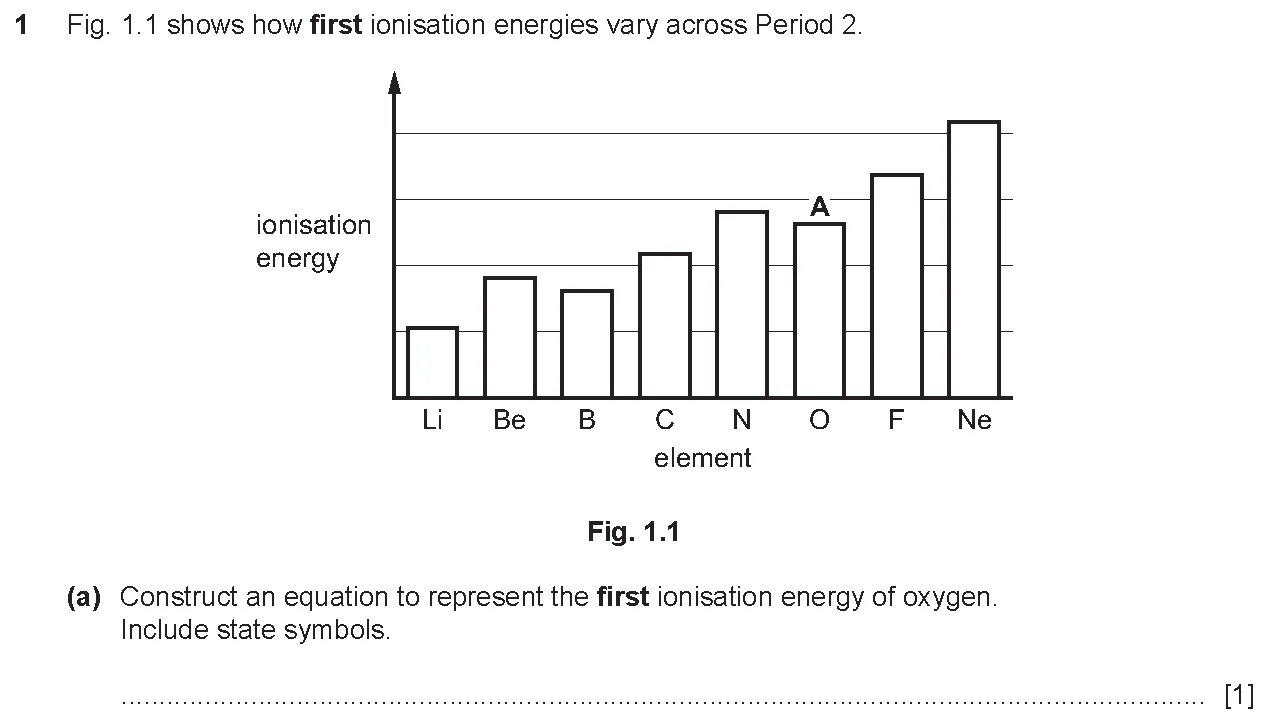 1 Fig. 1.1 shows how first ionisation energies vary across Period 2.
ionisation
energy
A
Li Be B C N O F Ne
element
Fig. 1.1
(a) Construct an equation to represent the first ionisation energy of oxygen.
Include state symbols.
.......................................................................................................................................... [1]